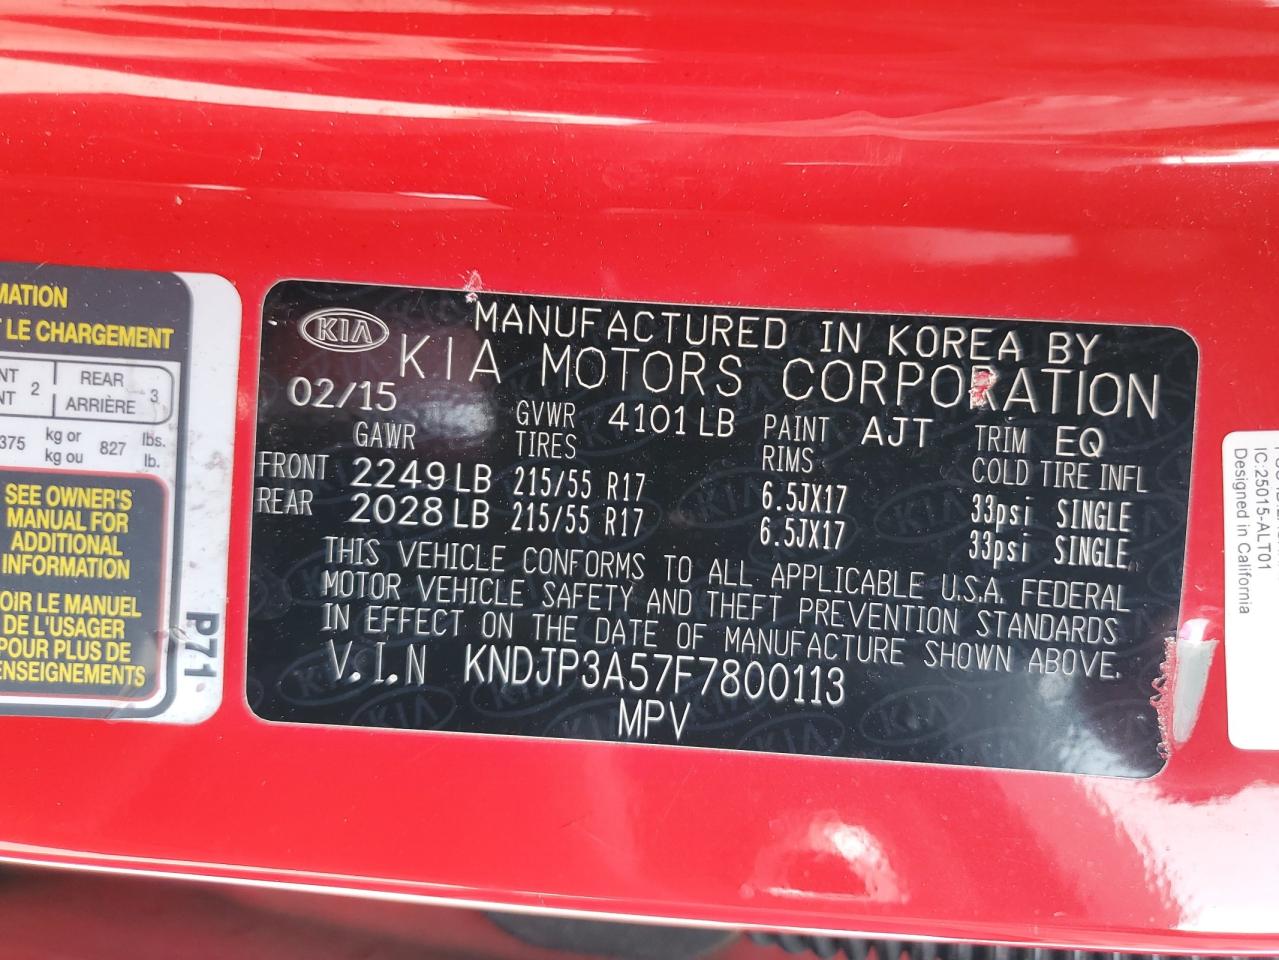 MATION
T LE CHARGEMENT
NT 2 REAR 3
NT ARRIÈRE
375 kg or 827 lbs.
kg ou lb.
SEE OWNER'S
MANUAL FOR
ADDITIONAL
INFORMATION
OIR LE MANUEL
DE L'USAGER
POUR PLUS DE
ENSEIGNEMENTS
P71
KIA
MANUFACTURED IN KOREA BY
KIA MOTORS CORPORATION
02/15 GVWR 4101 LB PAINT AJT TRIM EQ
GAWR TIRES RIMS COLD TIRE INFL
FRONT 2249 LB 215/55 R17 6.5JX17 33psi SINGLE
REAR 2028 LB 215/55 R17 6.5JX17 33psi SINGLE
THIS VEHICLE CONFORMS TO ALL APPLICABLE U.S.A. FEDERAL
MOTOR VEHICLE SAFETY AND THEFT PREVENTION STANDARDS
IN EFFECT ON THE DATE OF MANUFACTURE SHOWN ABOVE.
V.I.N KNDJP3A57F7800113
MPV
IC:25015-ALT01
Designed in California